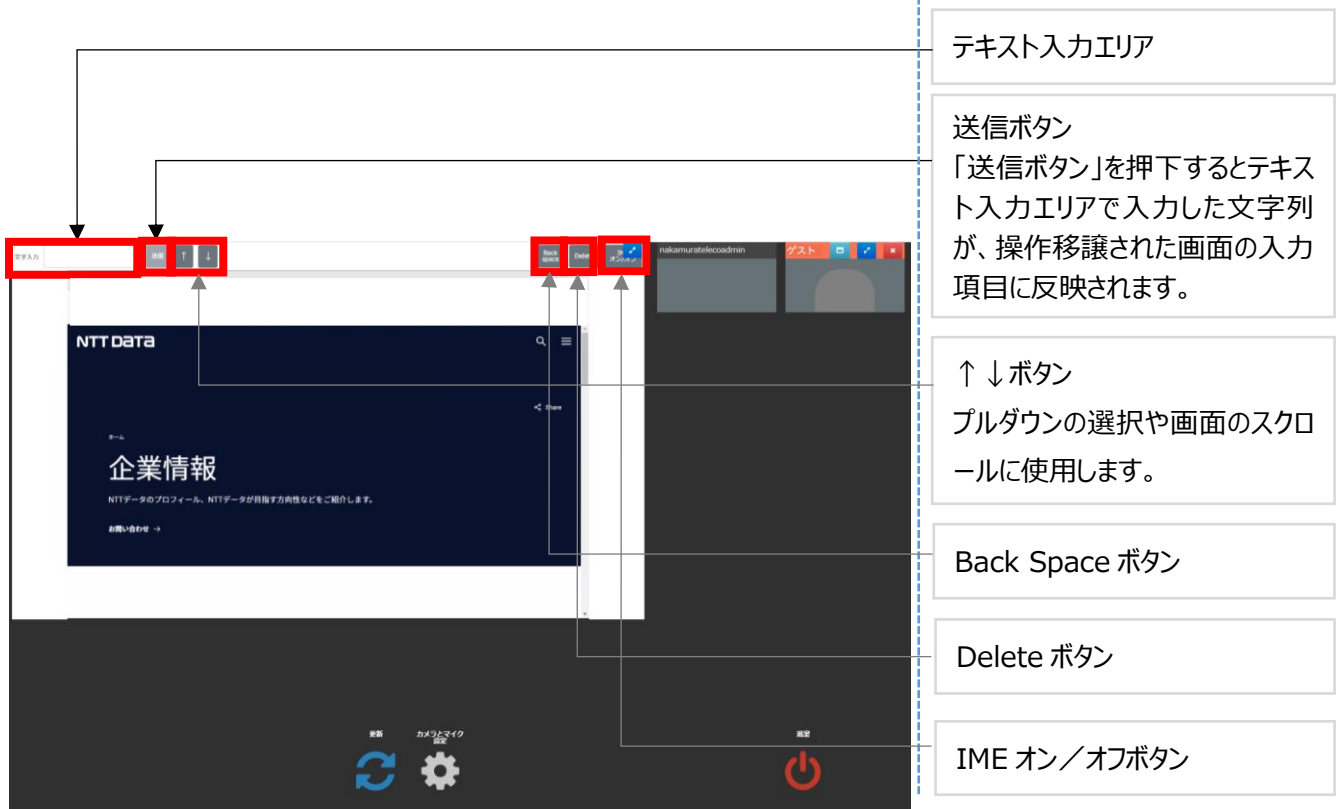 テキスト入力エリア
送信ボタン
「送信ボタン」を押下するとテキス
ト入力エリアで入力した文字列
が、操作移譲された画面の入力
項目に反映されます。
文字入力
送信
↑
↓
Back
space
nakamuratelecoadmin
ゲスト
NTT DATA
Share
ホーム
企業情報
NTTデータのプロフィール、NTTデータが目指す方向性などをご紹介します。
お問い合わせ →
↑↓ボタン
プルダウンの選択や画面のスクロ
ールに使用します。
Back Space ボタン
Delete ボタン
IME オン／オフボタン
更新
カメラとマイク
設定
退室